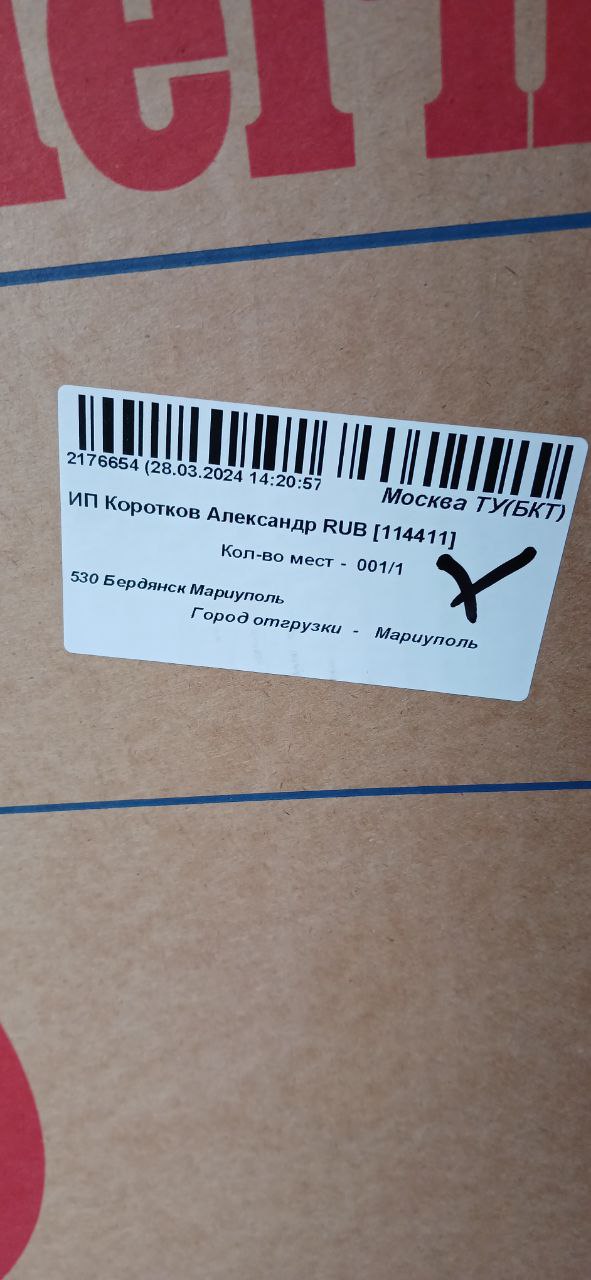 2176654 (28.03.2024 14:20:57
Москва ТУ(БКТ)
ИП Коротков Александр RUB [114411]
Кол-во мест - 001/1
530 Бердянск Мариуполь
Город отгрузки - Мариуполь